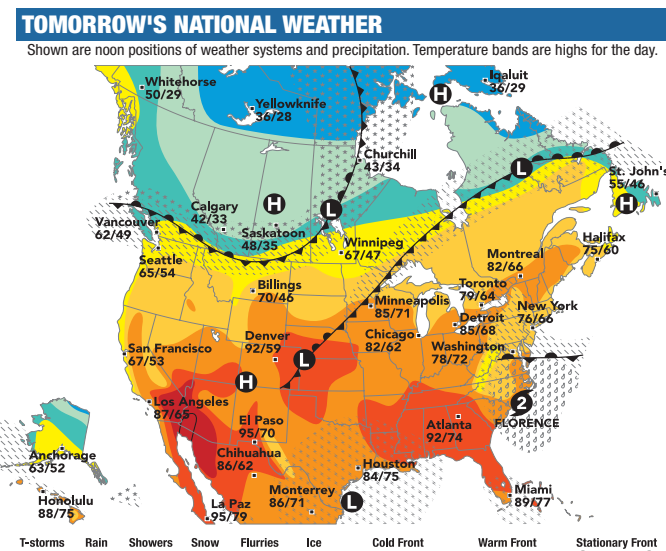 TOMORROW'S NATIONAL WEATHER
Shown are noon positions of weather systems and precipitation. Temperature bands are highs for the day.
Whitehorse
50/29
Iqaluit
36/29
H
Yellowknife
36/28
Churchill
43/34
L
St. John's
55/46
H
Calgary
42/33
H
L
Saskatoon
48/35
Vancouver
62/49
Seattle
65/54
Winnipeg
67/47
Halifax
75/60
Montreal
82/66
Billings
70/46
Toronto
79/64
Minneapolis
85/71
New York
76/66
Detroit
85/68
Denver
92/59
Chicago
82/62
Washington
78/72
San Francisco
67/53
L
H
Los Angeles
87/65
2
FLORENCE
El Paso
95/70
Atlanta
92/74
Chihuahua
86/62
Anchorage
63/52
Houston
84/75
Monterrey
86/71
Miami
89/77
Honolulu
88/75
La Paz
95/79
L
T-storms Rain Showers Snow Flurries Ice Cold Front Warm Front Stationary Front